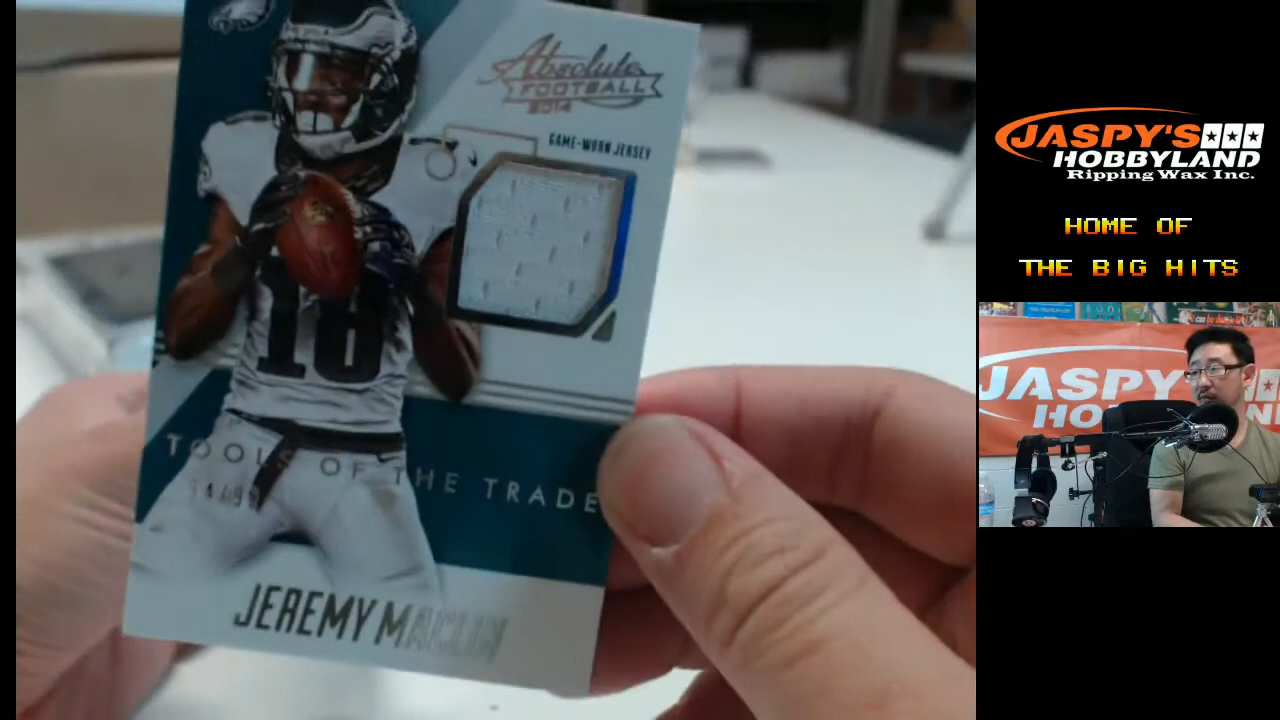 Absolute
FOOTBALL
2014
GAME-WORN JERSEY
18
TOOLS OF THE TRADE
JEREMY MACLIN
JASPY'S
HOBBYLAND
Ripping Wax Inc.
HOME OF
THE BIG HITS
JASPY
HO